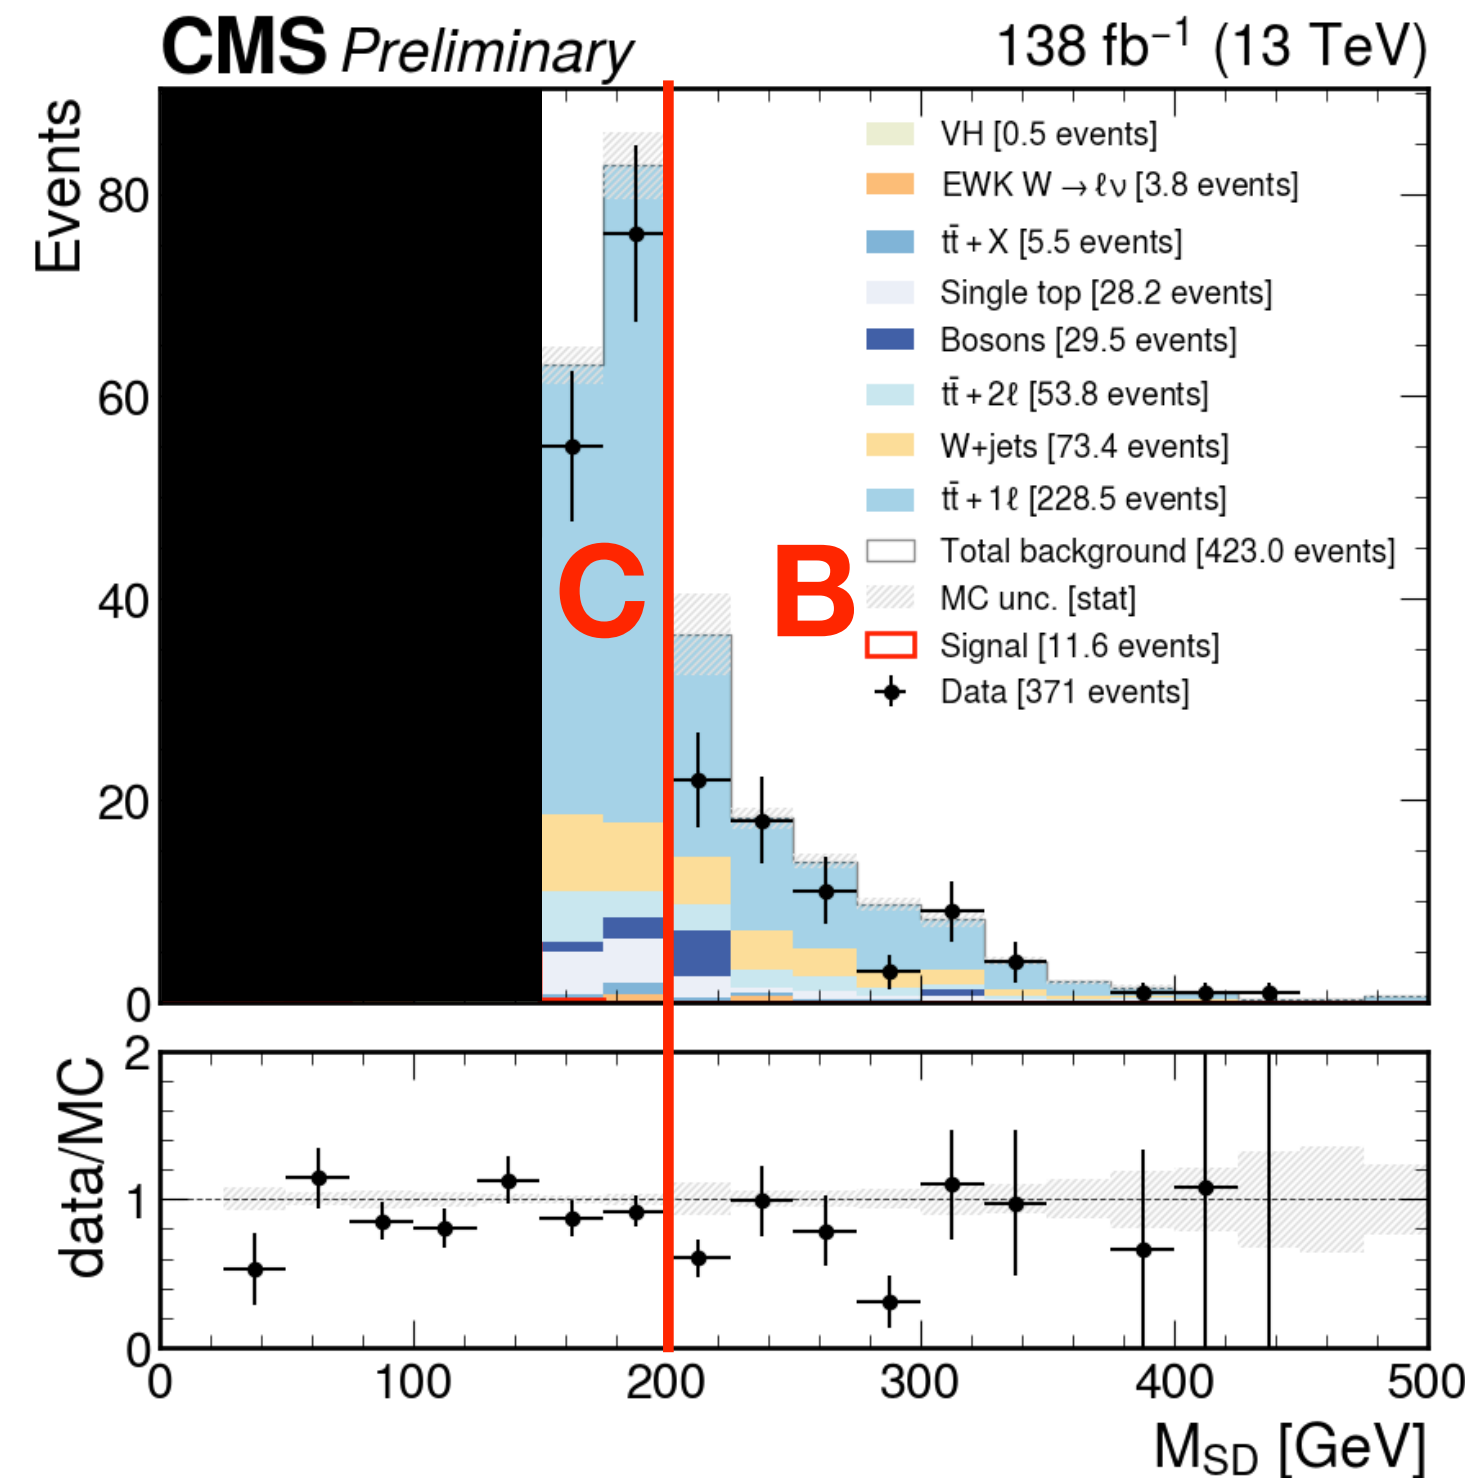 CMS Preliminary 138 fb⁻¹ (13 TeV)
Events
80
60
40
20
0
VH [0.5 events]
EWK W → ℓν [3.8 events]
tt̄ + X [5.5 events]
Single top [28.2 events]
Bosons [29.5 events]
tt̄ + 2ℓ [53.8 events]
W+jets [73.4 events]
tt̄ + 1ℓ [228.5 events]
Total background [423.0 events]
MC unc. [stat]
Signal [11.6 events]
Data [371 events]
C B
data/MC
2
1
0
0 100 200 300 400 500
M_SD [GeV]